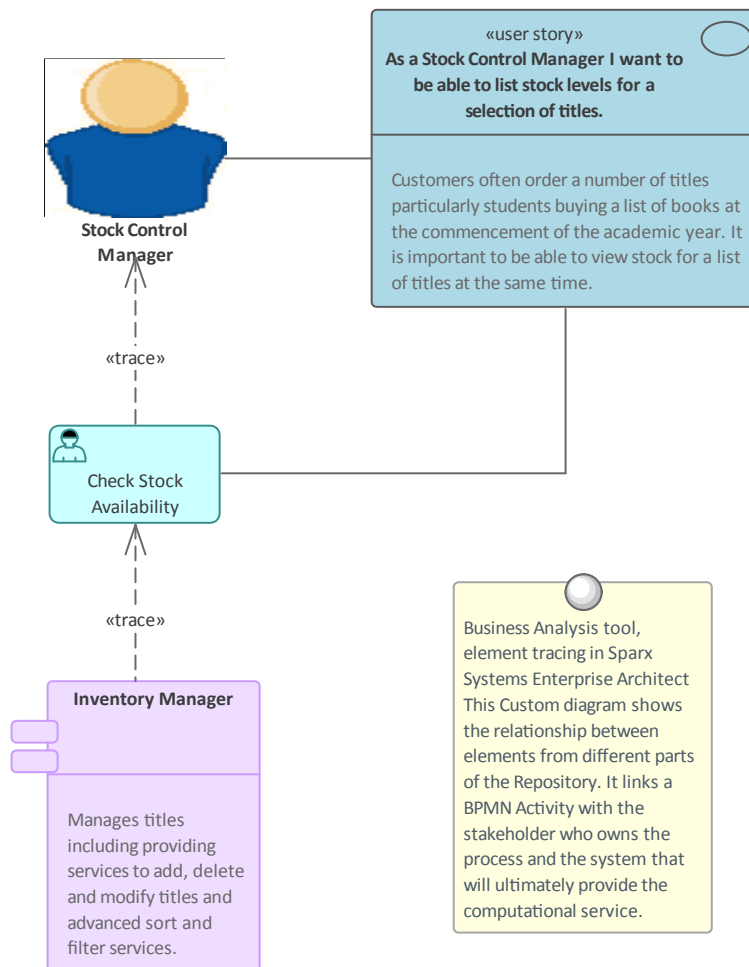 «user story»
As a Stock Control Manager I want to
be able to list stock levels for a
selection of titles.
Customers often order a number of titles
particularly students buying a list of books at
the commencement of the academic year. It
is important to be able to view stock for a list
of titles at the same time.
Stock Control
Manager
«trace»
Check Stock
Availability
«trace»
Inventory Manager
Manages titles
including providing
services to add, delete
and modify titles and
advanced sort and
filter services.
Business Analysis tool,
element tracing in Sparx
Systems Enterprise Architect
This Custom diagram shows
the relationship between
elements from different parts
of the Repository. It links a
BPMN Activity with the
stakeholder who owns the
process and the system that
will ultimately provide the
computational service.